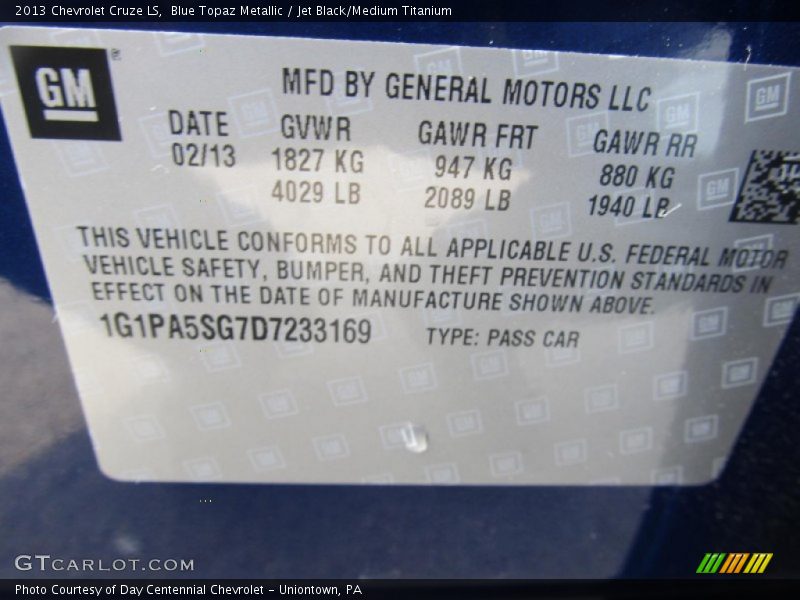 2013 Chevrolet Cruze LS,  Blue Topaz Metallic / Jet Black/Medium Titanium
GM
MFD BY GENERAL MOTORS LLC
DATE GVWR GAWR FRT GAWR RR
02/13 1827 KG 947 KG 880 KG
4029 LB 2089 LB 1940 LB
THIS VEHICLE CONFORMS TO ALL APPLICABLE U.S. FEDERAL MOTOR
VEHICLE SAFETY, BUMPER, AND THEFT PREVENTION STANDARDS IN
EFFECT ON THE DATE OF MANUFACTURE SHOWN ABOVE.
1G1PA5SG7D7233169 TYPE: PASS CAR
GTCARLOT.COM
Photo Courtesy of Day Centennial Chevrolet - Uniontown, PA